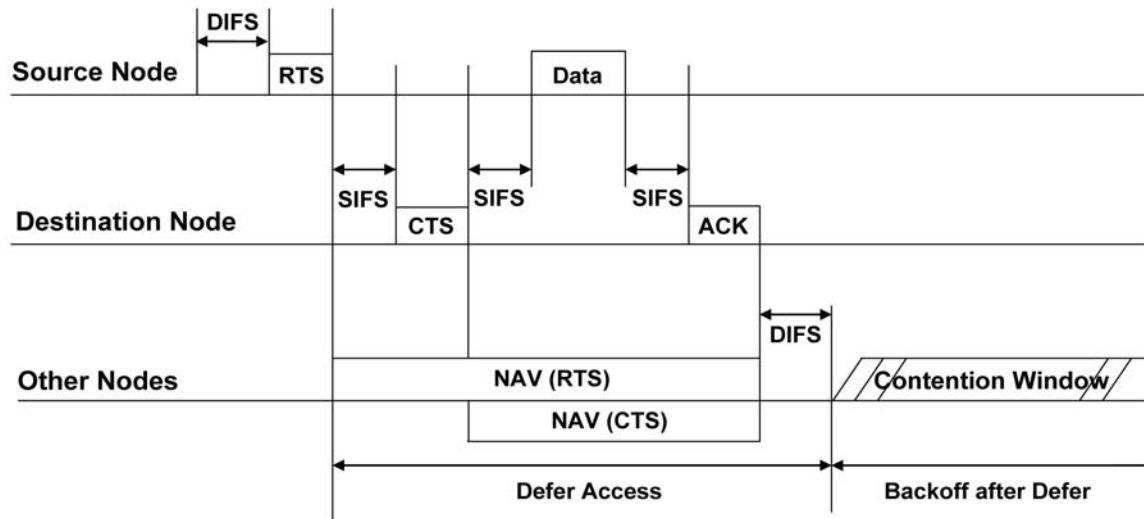 DIFS
Source Node
RTS
Data
SIFS
SIFS
SIFS
Destination Node
CTS
ACK
DIFS
Other Nodes
NAV (RTS)
Contention Window
NAV (CTS)
Defer Access
Backoff after Defer